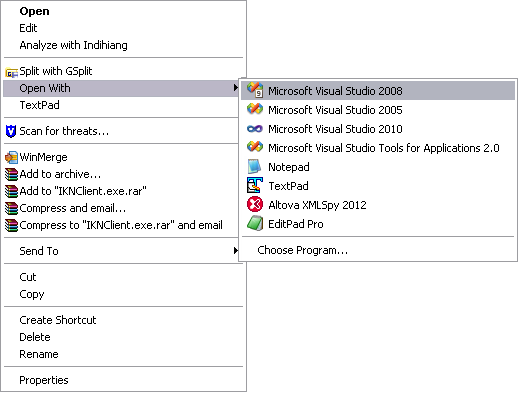 Open
Edit
Analyze with Indihiang
Split with GSplit
Open With
TextPad
Scan for threats...
WinMerge
Add to archive...
Add to "IKNClient.exe.rar"
Compress and email...
Compress to "IKNClient.exe.rar" and email
Send To
Cut
Copy
Create Shortcut
Delete
Rename
Properties
Microsoft Visual Studio 2008
Microsoft Visual Studio 2005
Microsoft Visual Studio 2010
Microsoft Visual Studio Tools for Applications 2.0
Notepad
TextPad
Altova XMLSpy 2012
EditPad Pro
Choose Program...